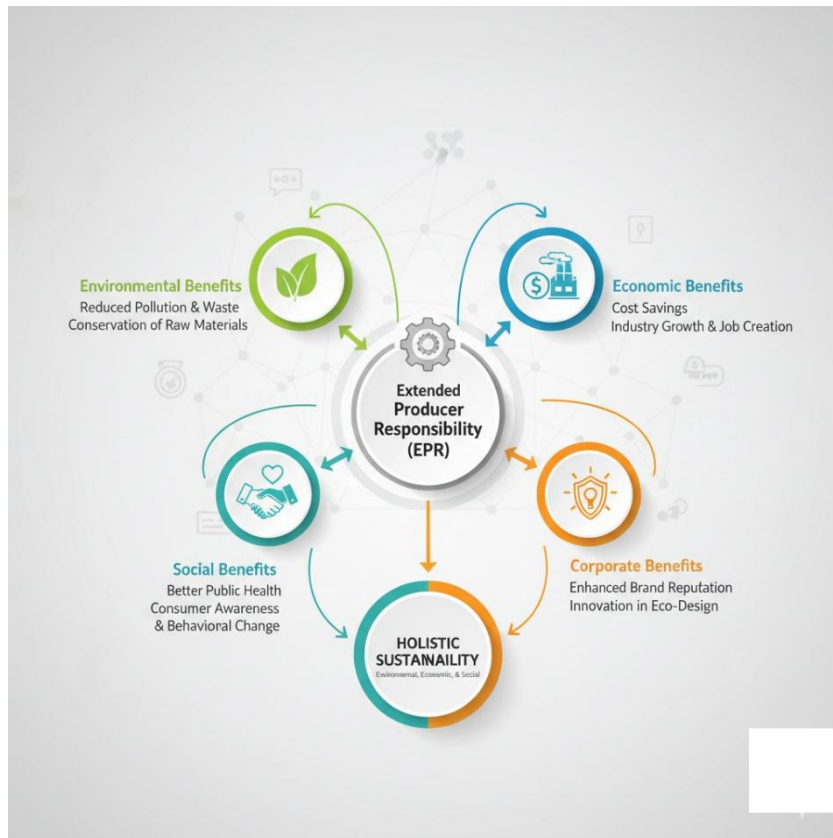 Environmental Benefits
Reduced Pollution & Waste
Conservation of Raw Materials
Economic Benefits
Cost Savings
Industry Growth & Job Creation
$
Extended
Producer
Responsibility
(EPR)
Social Benefits
Better Public Health
Consumer Awareness
& Behavioral Change
Corporate Benefits
Enhanced Brand Reputation
Innovation in Eco-Design
HOLISTIC
SUSTAINAILITY
Economic, & Social